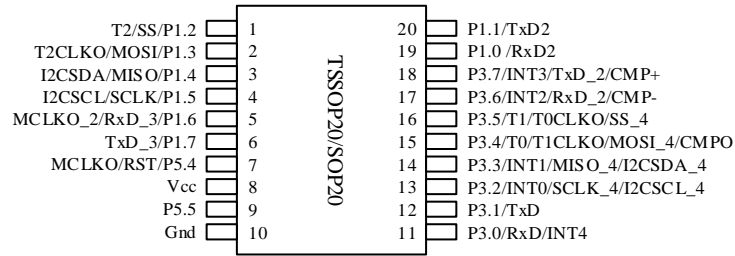 T2/SS/P1.2 1 20 P1.1/TxD2
T2CLKO/MOSI/P1.3 2 19 P1.0 /RxD2
I2CSDA/MISO/P1.4 3 18 P3.7/INT3/TxD_2/CMP+
I2CSCL/SCLK/P1.5 4 17 P3.6/INT2/RxD_2/CMP-
MCLKO_2/RxD_3/P1.6 5 16 P3.5/T1/T0CLKO/SS_4
TxD_3/P1.7 6 15 P3.4/T0/T1CLKO/MOSI_4/CMPO
MCLKO/RST/P5.4 7 14 P3.3/INT1/MISO_4/I2CSDA_4
Vcc 8 13 P3.2/INT0/SCLK_4/I2CSCL_4
P5.5 9 12 P3.1/TxD
Gnd 10 11 P3.0/RxD/INT4
TSSOP20/SOP20